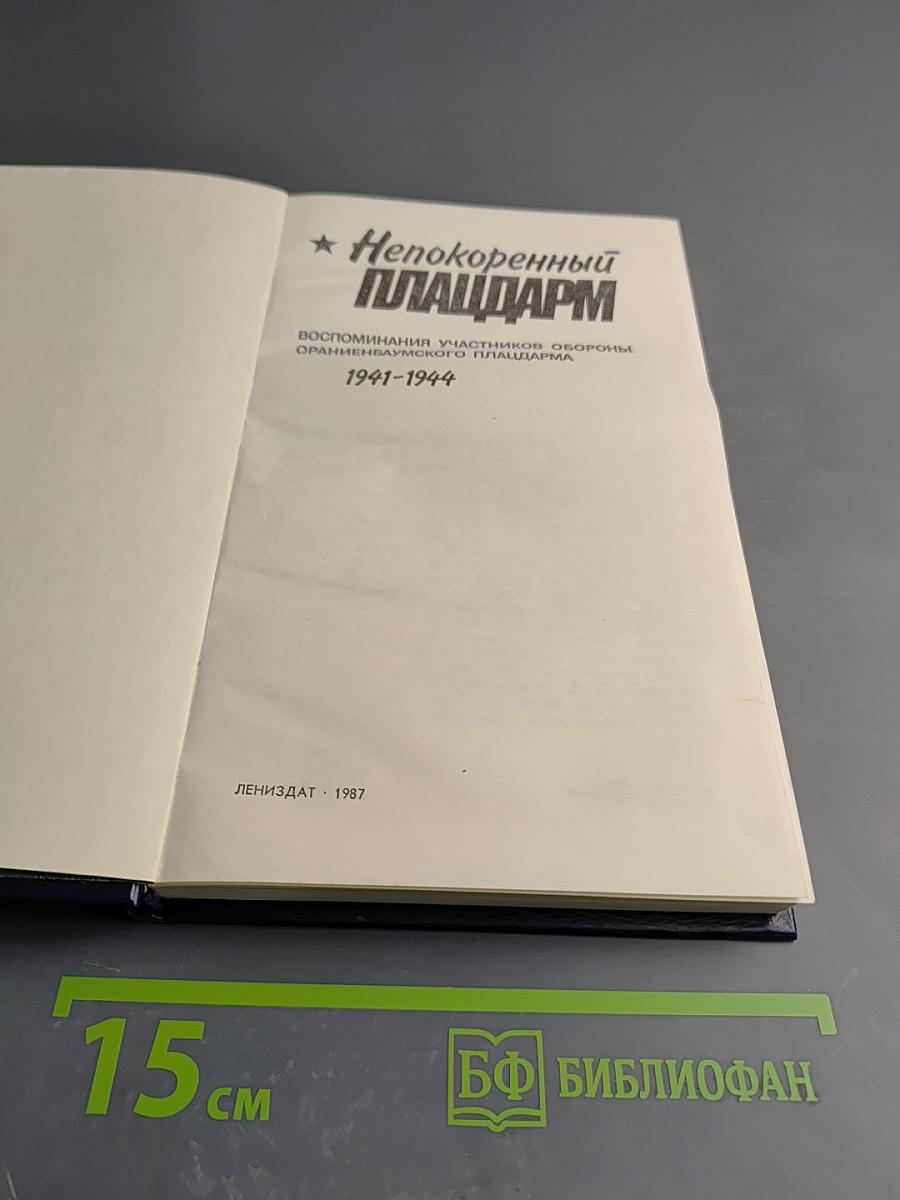 ★ Непокоренный
ПЛАЦДАРМ
ВОСПОМИНАНИЯ УЧАСТНИКОВ ОБОРОНЫ
ОРАНИЕНБАУМСКОГО ПЛАЦДАРМА
1941-1944
ЛЕНИЗДАТ · 1987
15 см
БФ БИБЛИОФАН